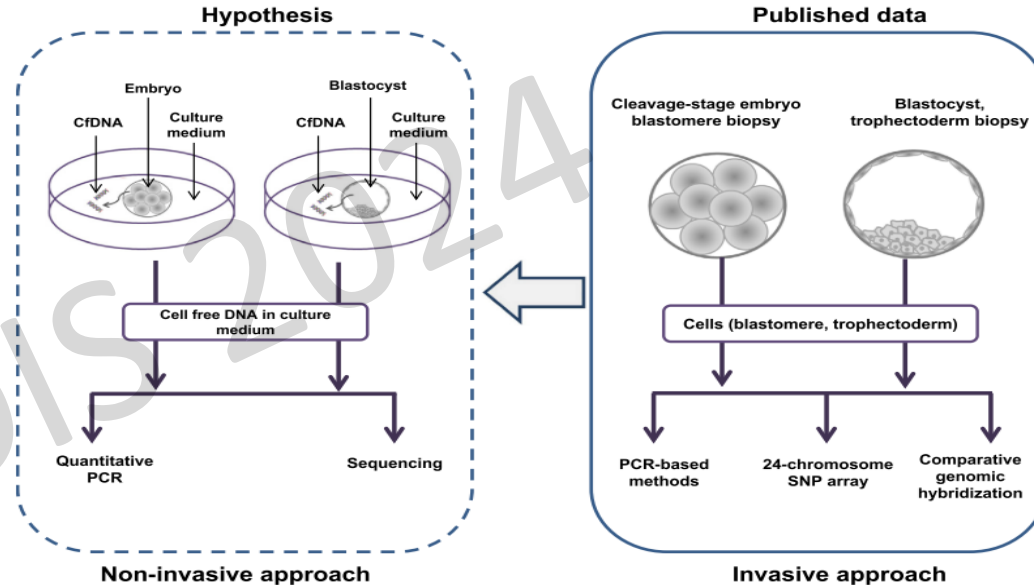 Hypothesis
Embryo
CfDNA
Culture
medium
Blastocyst
CfDNA
Culture
medium
Cell free DNA in culture
medium
Quantitative
PCR
Sequencing
Non-invasive approach
Published data
Cleavage-stage embryo
blastomere biopsy
Blastocyst,
trophectoderm biopsy
Cells (blastomere, trophectoderm)
PCR-based
methods
24-chromosome
SNP array
Comparative
genomic
hybridization
Invasive approach
2024